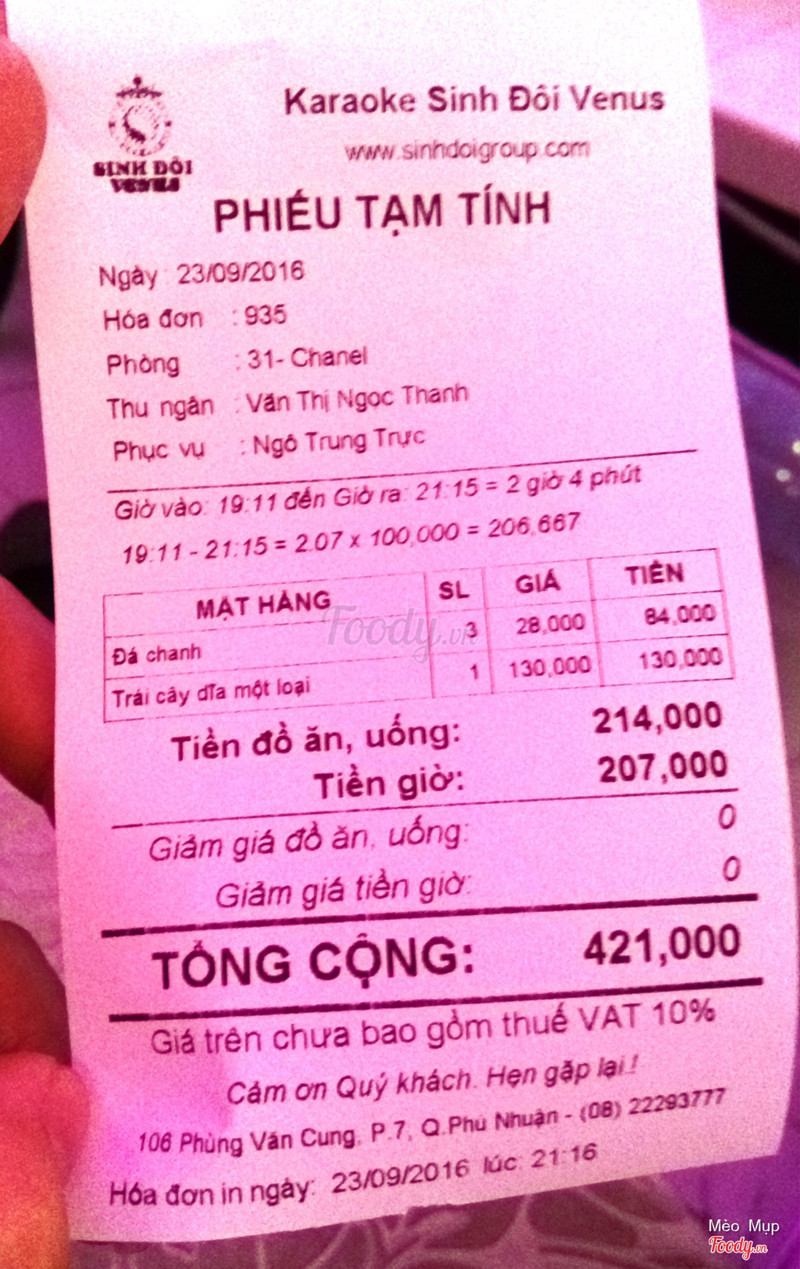 SINH ĐÔI
VENUS
Karaoke Sinh Đôi Venus
www.sinhdoigroup.com
PHIẾU TẠM TÍNH
Ngày 23/09/2016
Hóa đơn : 935
Phòng : 31- Chanel
Thu ngân : Văn Thị Ngọc Thanh
Phục vụ : Ngô Trung Trực
Giờ vào: 19:11 đến Giờ ra: 21:15 = 2 giờ 4 phút
19:11 - 21:15 = 2.07 x 100,000 = 206,667
MẶT HÀNG SL GIÁ TIỀN
Đá chanh 3 28,000 84,000
Trái cây dĩa một loại 1 130,000 130,000
Foody.vn
Tiền đồ ăn, uống: 214,000
Tiền giờ: 207,000
Giảm giá đồ ăn, uống: 0
Giảm giá tiền giờ: 0
TỔNG CỘNG: 421,000
Giá trên chưa bao gồm thuế VAT 10%
Cảm ơn Quý khách. Hẹn gặp lại.!
106 Phùng Văn Cung, P.7, Q.Phú Nhuận - (08) 22293777
Hóa đơn in ngày: 23/09/2016 lúc: 21:16
Mèo Mụp
Foody.vn